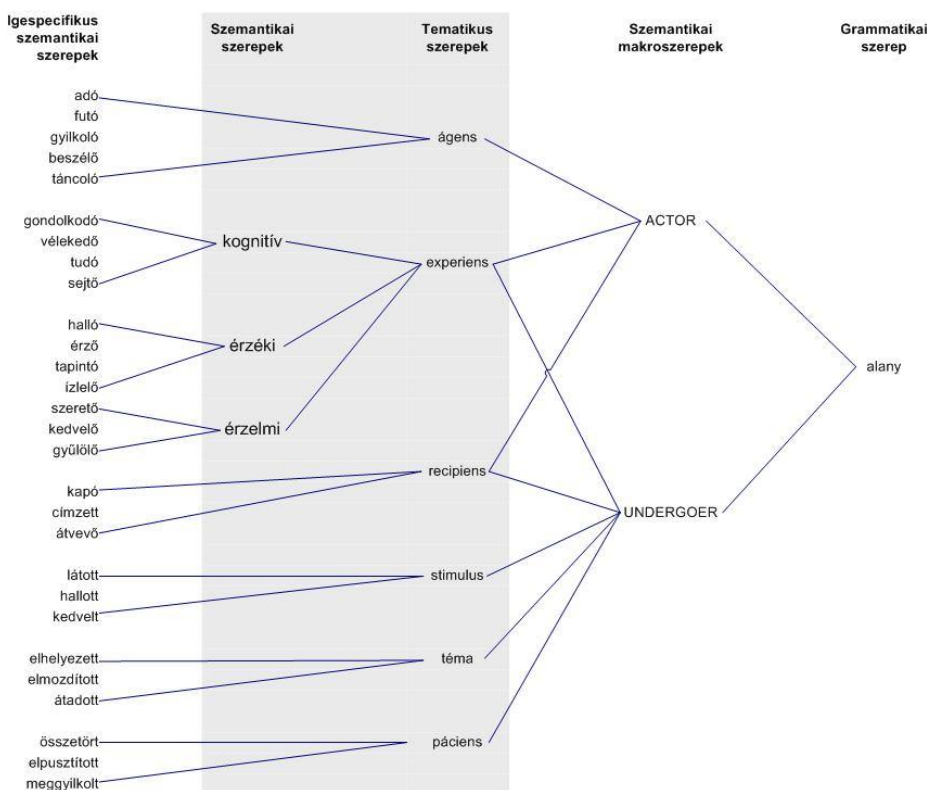 Igespecifikus
szemantikai
szerepek
Szemantikai
szerepek
Tematikus
szerepek
Szemantikai
makroszerepek
Grammatikai
szerep
adó
futó
gyilkoló
beszélő
táncoló
ágens
gondolkodó
vélekedő
tudó
sejtő
kognitív
experiens
ACTOR
halló
érző
tapintó
ízlelő
érzéki
alany
szerető
kedvelő
gyűlölő
érzelmi
kapó
címzett
átvevő
recipiens
UNDERGOER
látott
hallott
kedvelt
stimulus
elhelyezett
elmozdított
átadott
téma
összetört
elpusztított
meggyilkolt
páciens